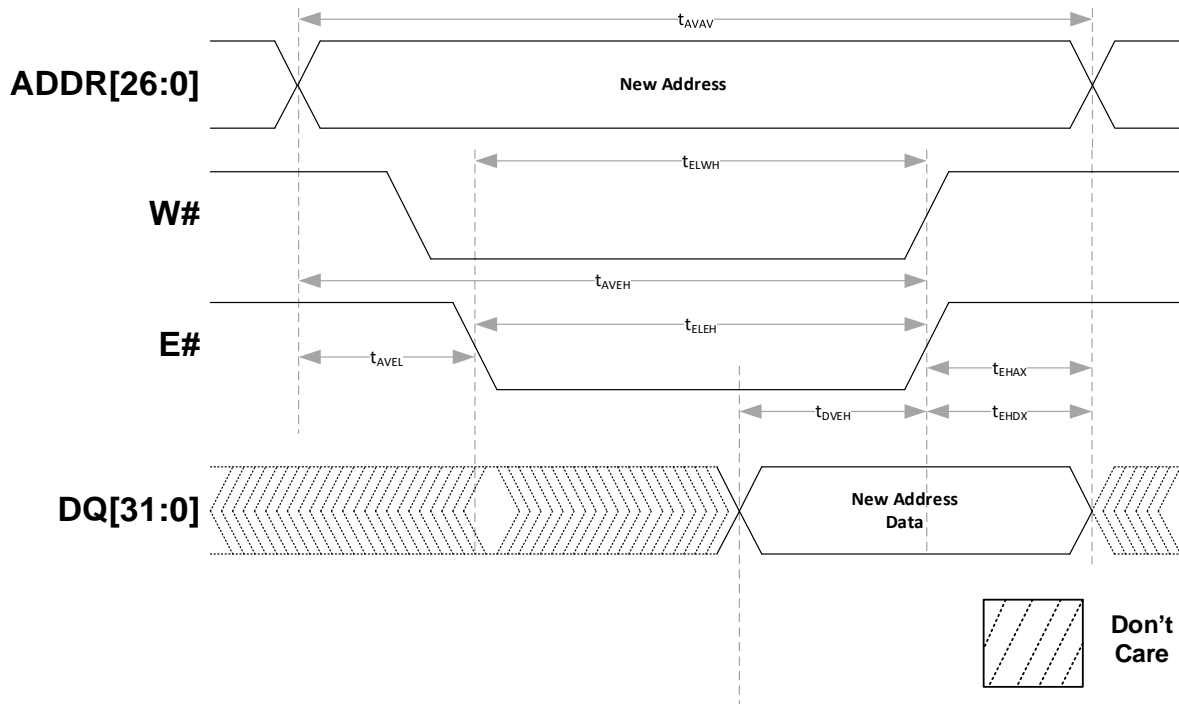 tAVAV
ADDR[26:0]
New Address
tELWH
W#
tAVEH
tELEH
E#
tAVEL
tEHAX
tDVEH
tEHDX
DQ[31:0]
New Address
Data
Don't
Care